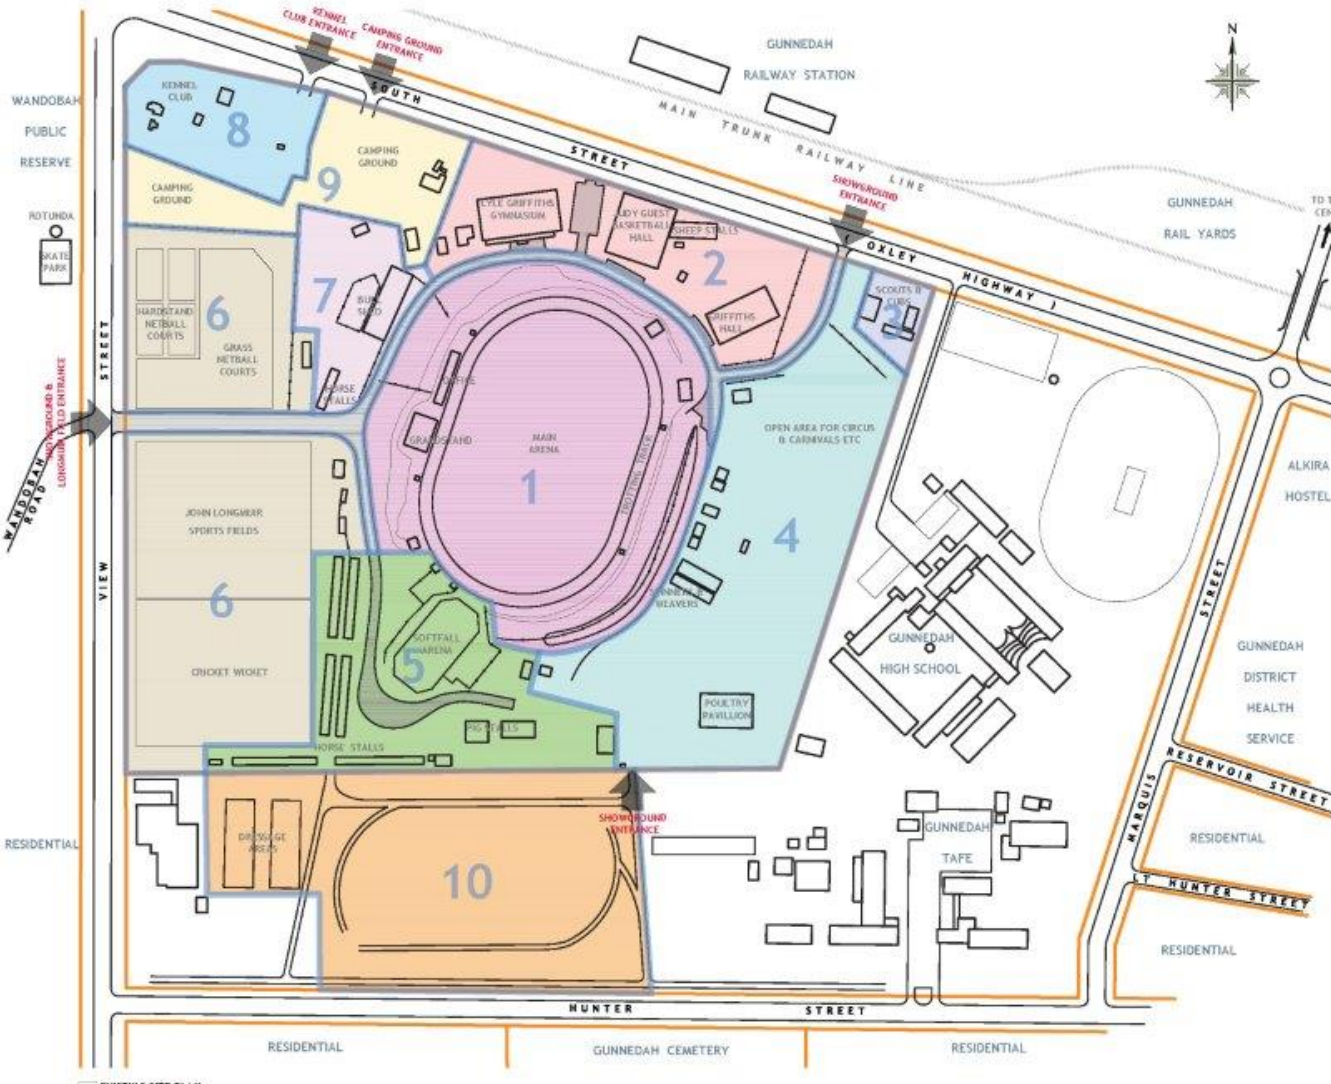 KENNEL
CLUB ENTRANCE
CAMPING GROUND
ENTRANCE
GUNNEDAH
RAILWAY STATION
N
MAIN TRUNK RAILWAY LINE
WANDOBAH
PUBLIC
RESERVE
KENNEL
CLUB
8
SOUTH STREET
CAMPING
GROUND
9
CAMPING
GROUND
SHOWGROUND
ENTRANCE
GUNNEDAH
RAIL YARDS
ROTUNDA
SKATE
PARK
LYLE GRIFFITHS
GYMNASIUM
JUDY GUEST
BASKETBALL
HALL
SHEEP STALLS
2
GRIFFITHS
HALL
OXLEY HIGHWAY
SCOUTS &
CUBS
3
HARDSTAND
NETBALL
COURTS
6
GRASS
NETBALL
COURTS
7
BULL
SHED
HORSE
STALLS
OFFICE
GRANDSTAND
MAIN
ARENA
1
TROTTING TRACK
OPEN AREA FOR CIRCUS
& CARNIVALS ETC
4
SHOWGROUND &
LONGMUIR FIELD ENTRANCE
WANDOBAH
ROAD
VIEW STREET
JOHN LONGMUIR
SPORTS FIELDS
6
CRICKET WICKET
SOFTFALL
ARENA
5
WEAVERS
POULTRY
PAVILLION
PIG STALLS
HORSE STALLS
GUNNEDAH
HIGH SCHOOL
ALKIRA
HOSTEL
GUNNEDAH
DISTRICT
HEALTH
SERVICE
MARQUIS STREET
RESERVOIR STREET
RESIDENTIAL
LT HUNTER STREET
RESIDENTIAL
RESIDENTIAL
DRESSAGE
AREAS
10
SHOWGROUND
ENTRANCE
GUNNEDAH
TAFE
HUNTER STREET
RESIDENTIAL
GUNNEDAH CEMETERY
RESIDENTIAL